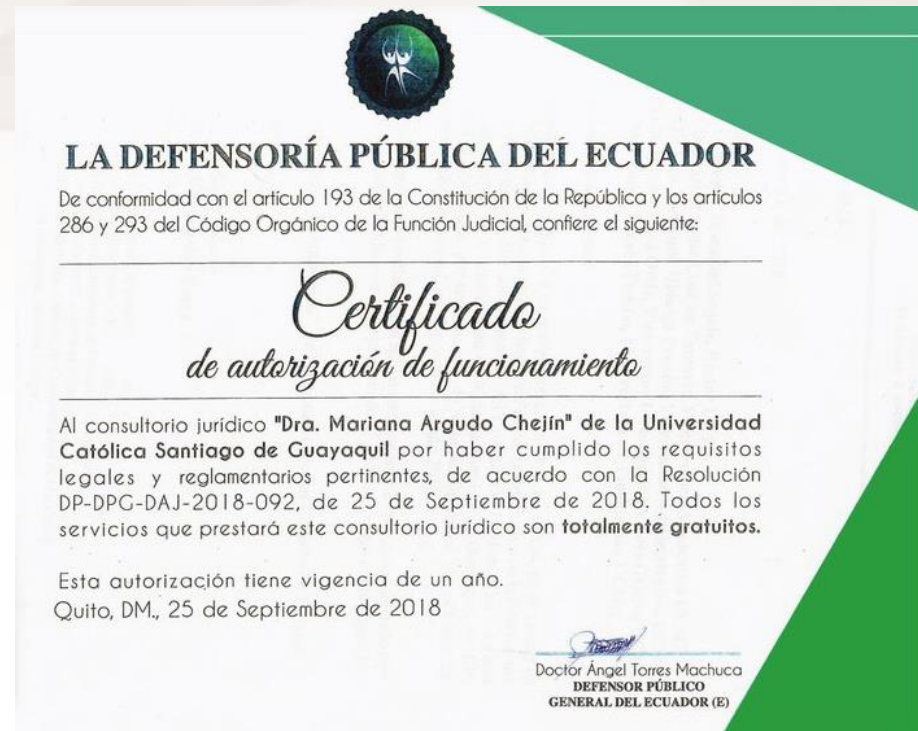 LA DEFENSORÍA PÚBLICA DEL ECUADOR
De conformidad con el artículo 193 de la Constitución de la República y los artículos
286 y 293 del Código Orgánico de la Función Judicial, confiere el siguiente:
Certificado
de autorización de funcionamiento
Al consultorio jurídico "Dra. Mariana Argudo Chejín" de la Universidad
Católica Santiago de Guayaquil por haber cumplido los requisitos
legales y reglamentarios pertinentes, de acuerdo con la Resolución
DP-DPG-DAJ-2018-092, de 25 de Septiembre de 2018. Todos los
servicios que prestará este consultorio jurídico son totalmente gratuitos.
Esta autorización tiene vigencia de un año.
Quito, DM., 25 de Septiembre de 2018
Doctor Ángel Torres Machuca
DEFENSOR PÚBLICO
GENERAL DEL ECUADOR (E)